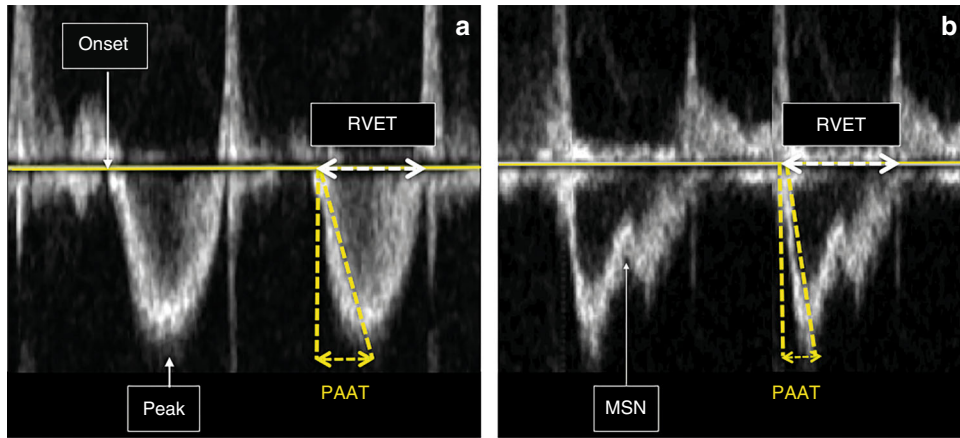 Onset
a
RVET
PAAT
Peak
b
RVET
MSN
PAAT